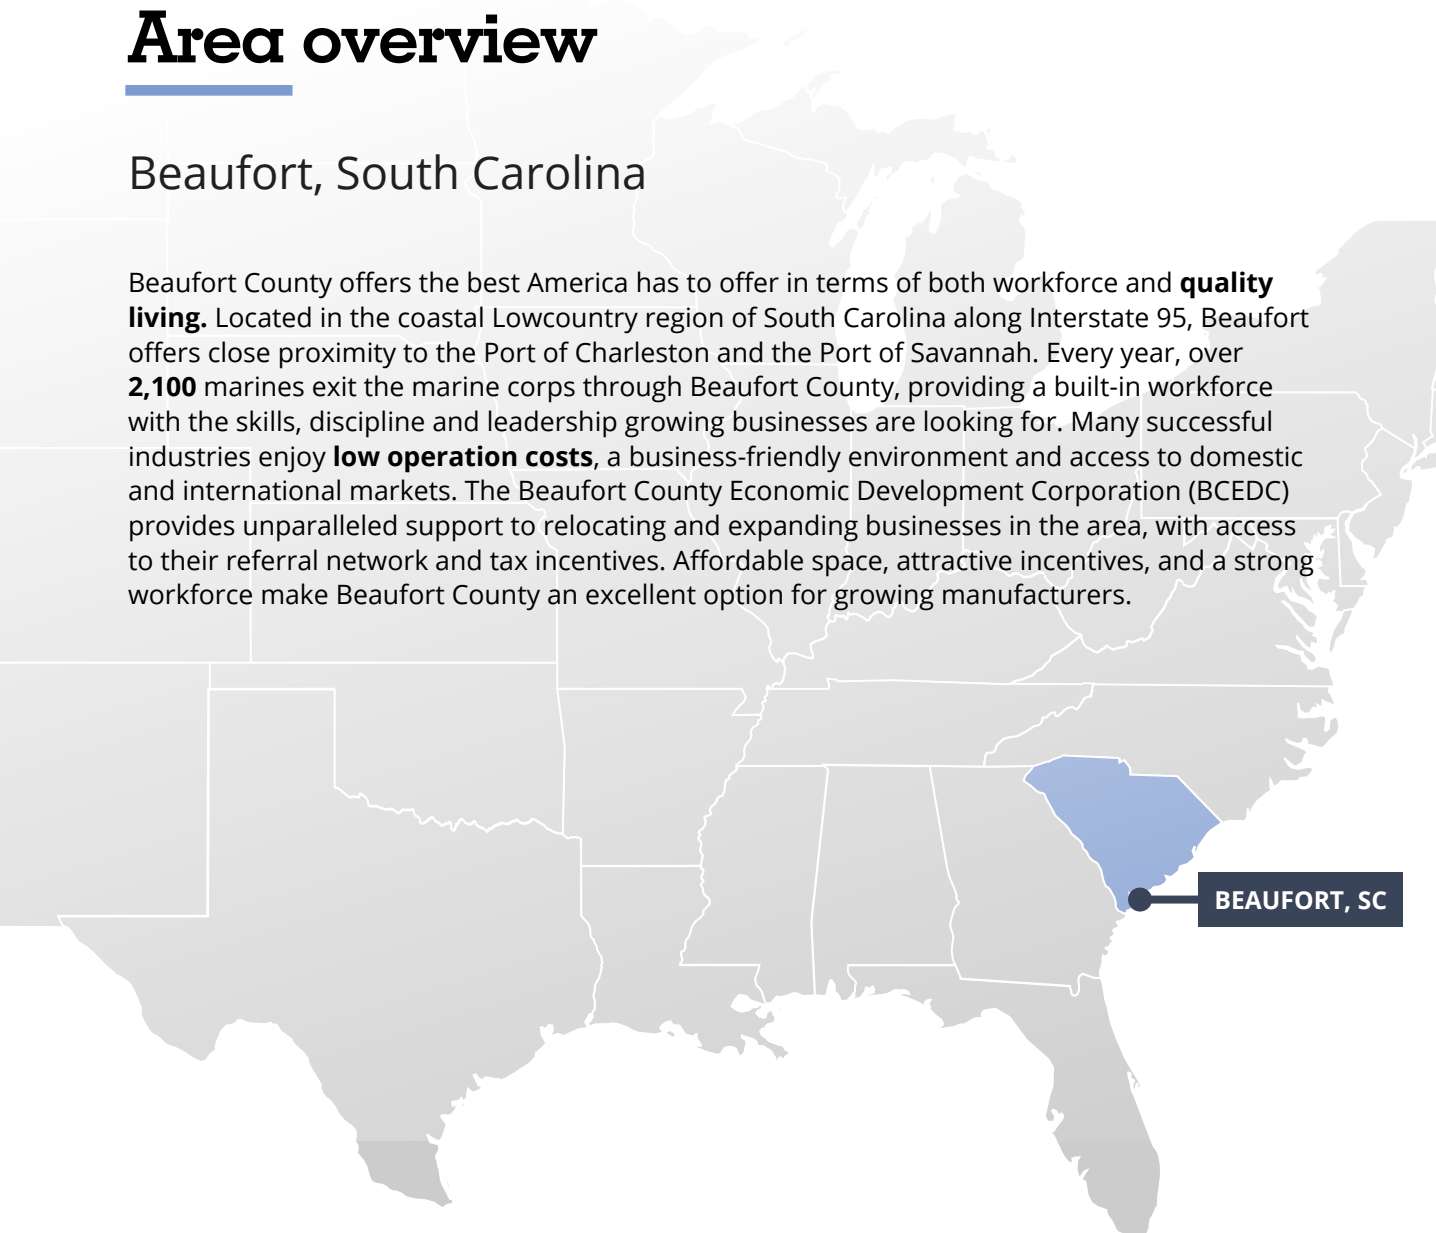 Area overview
Beaufort, South Carolina
Beaufort County offers the best America has to offer in terms of both workforce and quality
living. Located in the coastal Lowcountry region of South Carolina along Interstate 95, Beaufort
offers close proximity to the Port of Charleston and the Port of Savannah. Every year, over
2,100 marines exit the marine corps through Beaufort County, providing a built-in workforce
with the skills, discipline and leadership growing businesses are looking for. Many successful
industries enjoy low operation costs, a business-friendly environment and access to domestic
and international markets. The Beaufort County Economic Development Corporation (BCEDC)
provides unparalleled support to relocating and expanding businesses in the area, with access
to their referral network and tax incentives. Affordable space, attractive incentives, and a strong
workforce make Beaufort County an excellent option for growing manufacturers.
BEAUFORT, SC